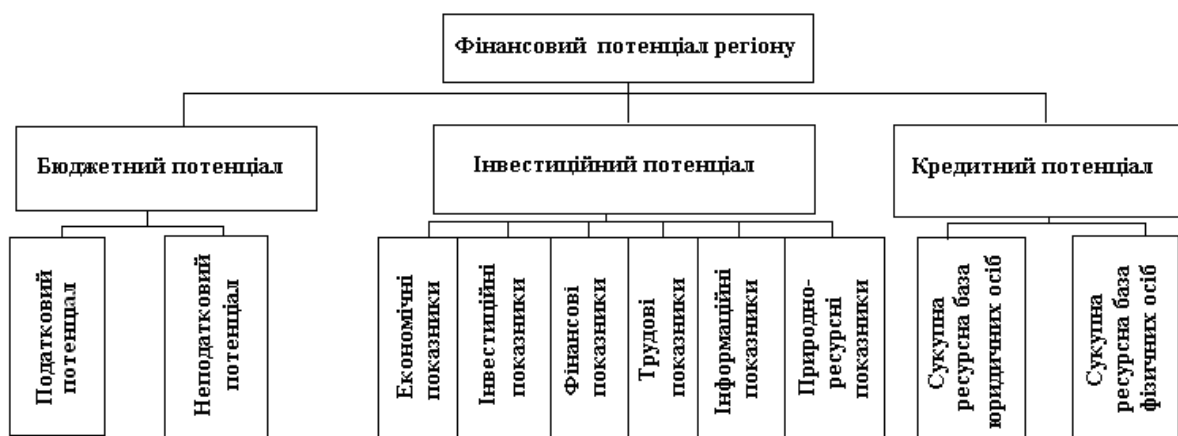 Фінансовий потенціал регіону
Бюджетний потенціал
Інвестиційний потенціал
Кредитний потенціал
Податковий
потенцал
Неподатковий
потенціал
Економічні
показники
Інвестиційні
показники
Фінансові
показники
Трудові
показники
Інформаційні
показники
Природно-
ресурсні
показники
Сукупна
ресурсна база
юридичних осіб
Сукупна
ресурсна база
фізичних осіб